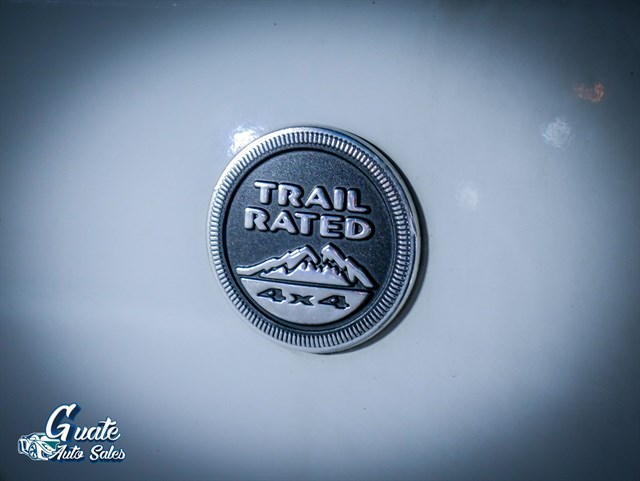 TRAIL
RATED
4x4
Guate
Auto Sales